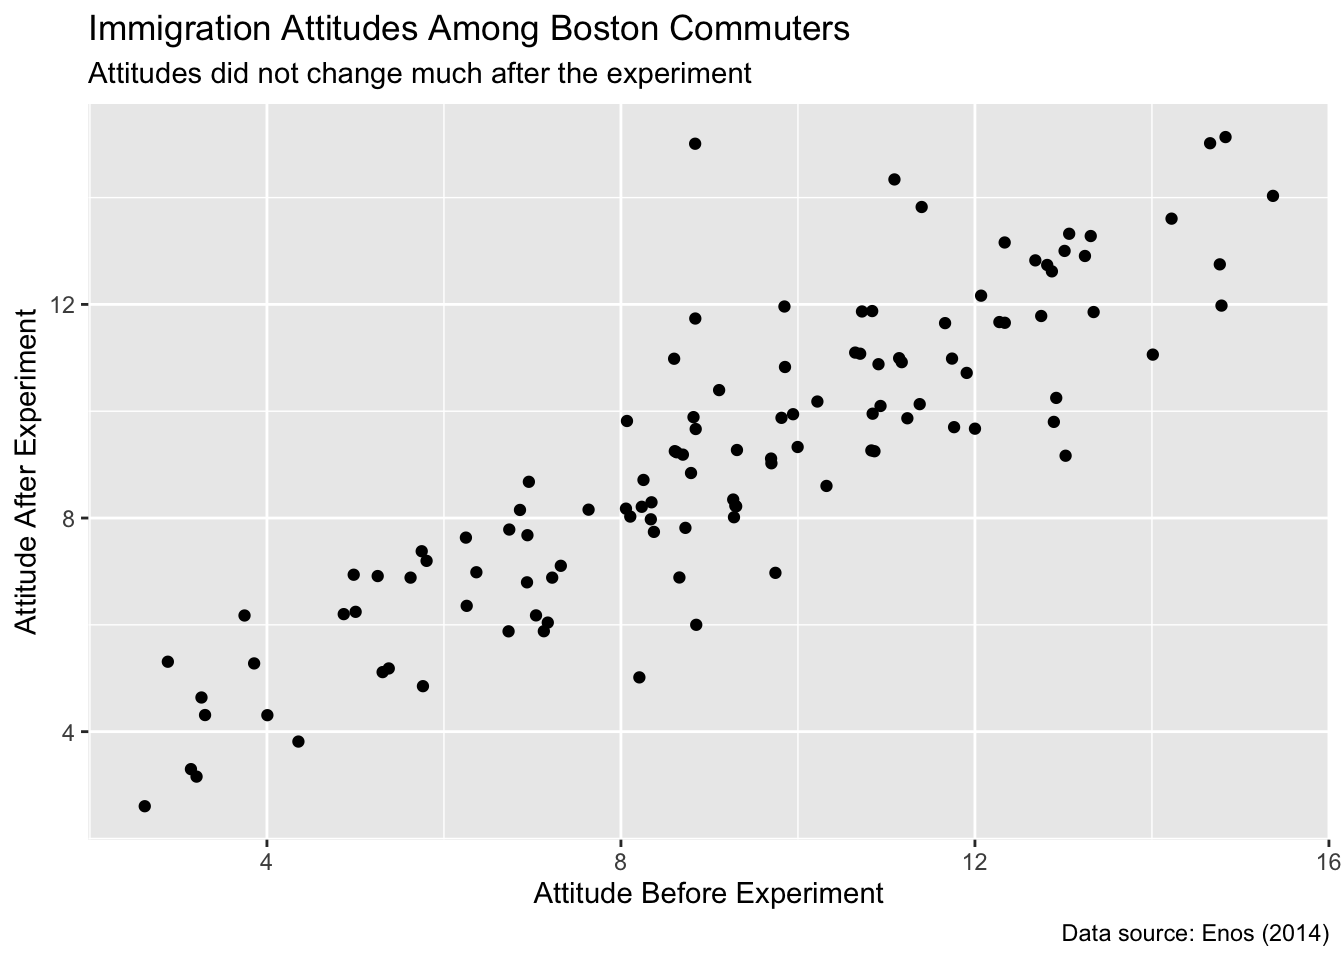 Immigration Attitudes Among Boston Commuters
Attitudes did not change much after the experiment
Attitude After Experiment
12
8
4
4 8 12 16
Attitude Before Experiment
Data source: Enos (2014)